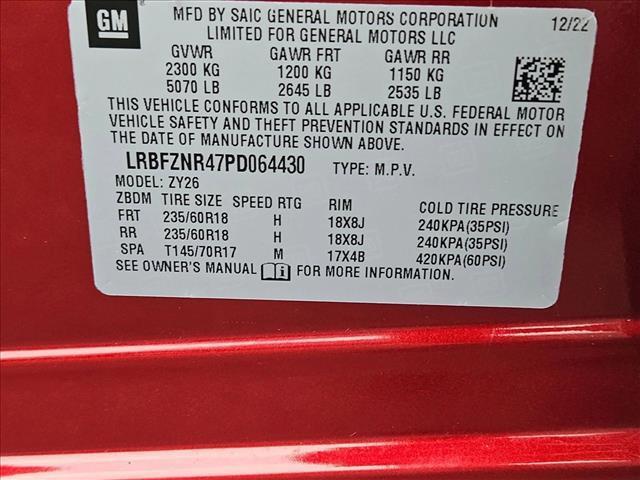 GM
MFD BY SAIC GENERAL MOTORS CORPORATION 12/22
LIMITED FOR GENERAL MOTORS LLC
GVWR GAWR FRT GAWR RR
2300 KG 1200 KG 1150 KG
5070 LB 2645 LB 2535 LB
THIS VEHICLE CONFORMS TO ALL APPLICABLE U.S. FEDERAL MOTOR
VEHICLE SAFETY AND THEFT PREVENTION STANDARDS IN EFFECT ON
THE DATE OF MANUFACTURE SHOWN ABOVE.
LRBFZNR47PD064430 TYPE: M.P.V.
MODEL: ZY26
ZBDM TIRE SIZE SPEED RTG RIM COLD TIRE PRESSURE
FRT 235/60R18 H 18X8J 240KPA(35PSI)
RR 235/60R18 H 18X8J 240KPA(35PSI)
SPA T145/70R17 M 17X4B 420KPA(60PSI)
SEE OWNER'S MANUAL FOR MORE INFORMATION.